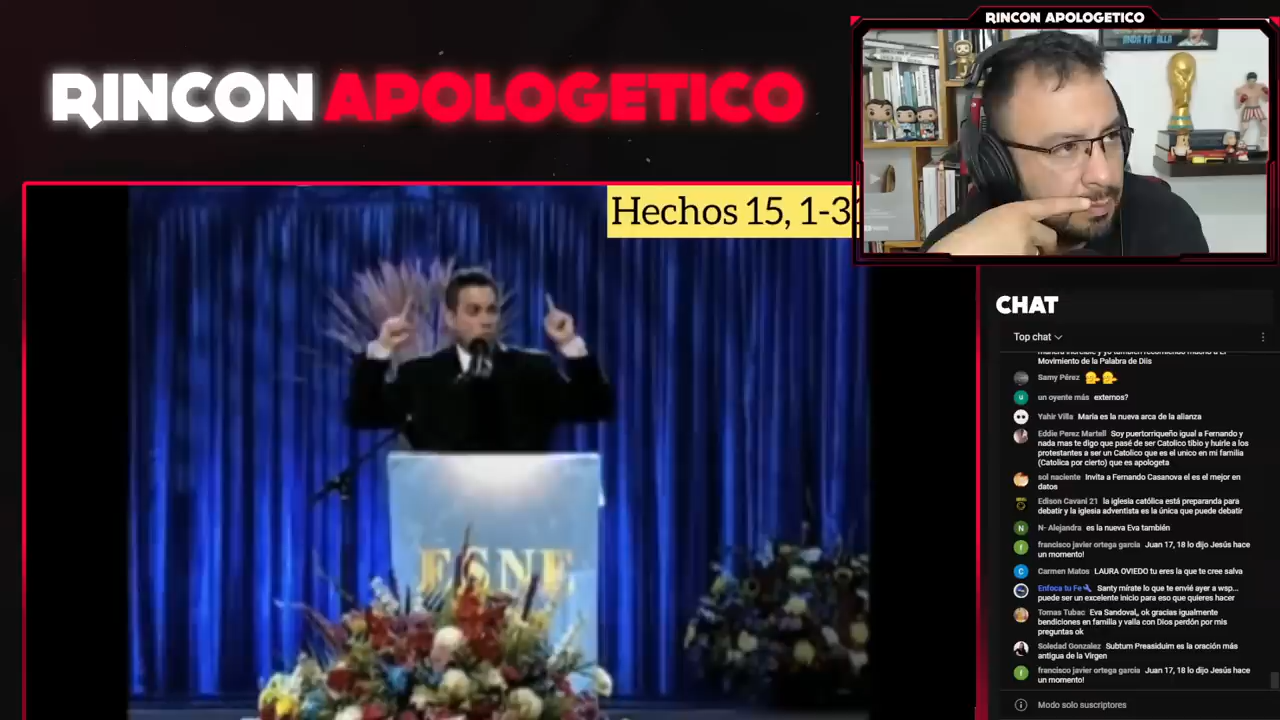 RINCON APOLOGETICO
RINCON APOLOGETICO
ANDA PA' ALLA
Hechos 15, 1-3
ESNE
CHAT
Top chat
Movimiento de la Palabra de Diis
Samy Pérez
un oyente más externos?
Yahir Villa Maria es la nueva arca de la alianza
Eddie Perez Martell Soy puertorriqueño igual a Fernando y
nada mas te digo que pasé de ser Catolico tibio y huirle a los
protestantes a ser un Catolico que es el unico en mi familia
(Catolica por cierto) que es apologeta
sol naciente Invita a Fernando Casanova el es el mejor en
datos
Edison Cavani 21 la iglesia católica está preparanda para
debatir y la iglesia adventista es la única que puede debatir
N- Alejandra es la nueva Eva también
francisco javier ortega garcia Juan 17, 18 lo dijo Jesús hace
un momento!
Carmen Matos LAURA OVIEDO tu eres la que te cree salva
Enfoca tu Fe Santy mírate lo que te envié ayer a wsp...
puede ser un excelente inicio para eso que quieres hacer
Tomas Tubac Eva Sandoval,, ok gracias igualmente
bendiciones en familia y valla con Dios perdón por mis
preguntas ok
Soledad Gonzalez Subtum Preasiduim es la oración más
antigua de la Virgen
francisco javier ortega garcia Juan 17, 18 lo dijo Jesús hace
un momento!
Modo solo suscriptores